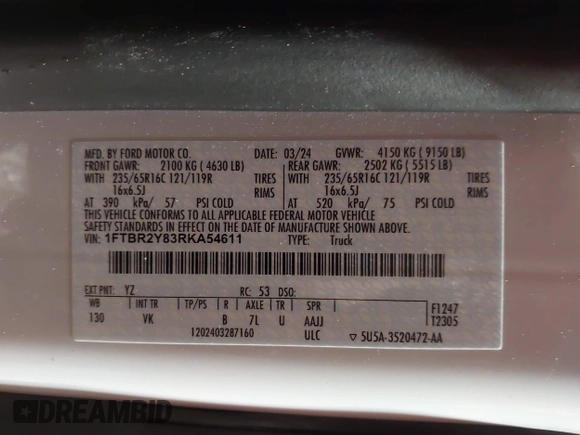 MFD. BY FORD MOTOR CO. DATE: 03/24 GVWR: 4150 KG ( 9150 LB)
FRONT GAWR: 2100 KG ( 4630 LB) REAR GAWR: 2502 KG ( 5515 LB)
WITH 235/65R16C 121/119R TIRES WITH 235/65R16C 121/119R TIRES
16x6.5J RIMS 16x6.5J RIMS
AT 390 kPa/ 57 PSI COLD AT 520 kPa/ 75 PSI COLD
THIS VEHICLE CONFORMS TO ALL APPLICABLE FEDERAL MOTOR VEHICLE
SAFETY STANDARDS IN EFFECT ON THE DATE OF MANUFACTURE SHOWN ABOVE.
VIN: 1FTBR2Y83RKA54611 TYPE: Truck
EXT PNT: YZ RC: 53 DSO:
WB INT TR TP/PS R AXLE TR SPR F1247
130 VK B 7L U AAJJ T2305
1202403287160 ULC ▽ 5U5A-3520472-AA
DREAMBID